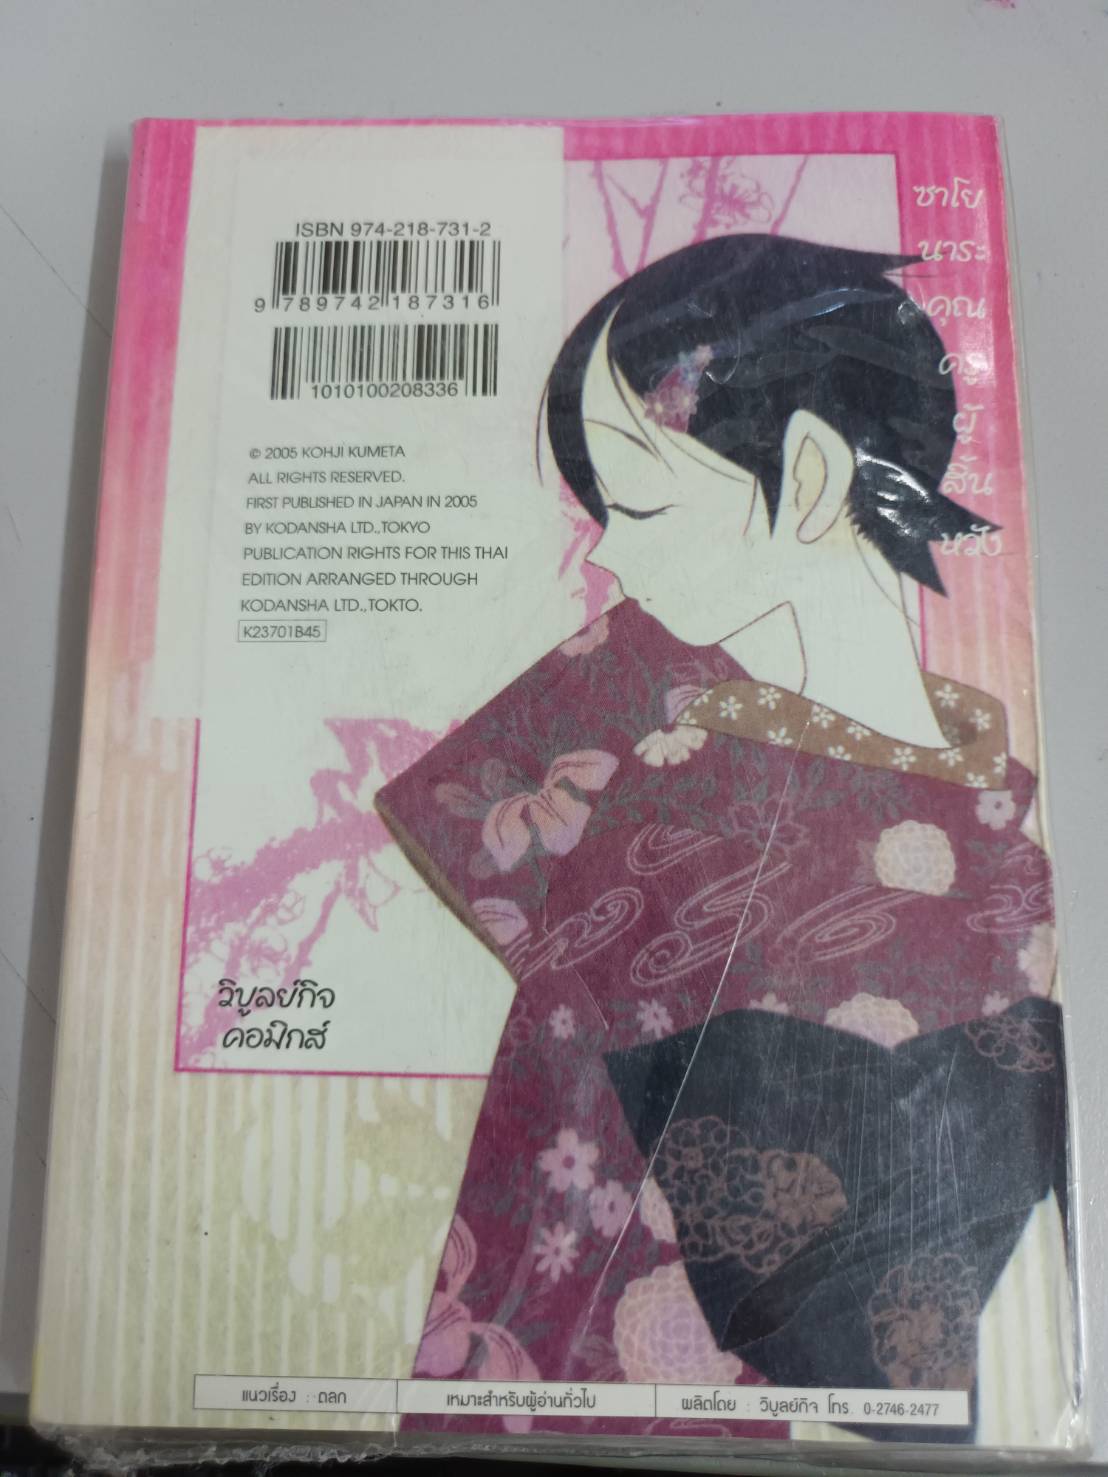 ISBN 974-218-731-2
9 789742 187316
1010100208336
© 2005 KOHJI KUMETA
ALL RIGHTS RESERVED.
FIRST PUBLISHED IN JAPAN IN 2005
BY KODANSHA LTD.,TOKYO
PUBLICATION RIGHTS FOR THIS THAI
EDITION ARRANGED THROUGH
KODANSHA LTD.,TOKTO.
K23701B45
ซาโย
นาระ
คุณ
ครู
ผู้
สิ้น
หวัง
วิบูลย์กิจ
คอมิกส์
แนวเรื่อง : ตลก
เหมาะสำหรับผู้อ่านทั่วไป
ผลิตโดย : วิบูลย์กิจ โทร. 0-2746-2477